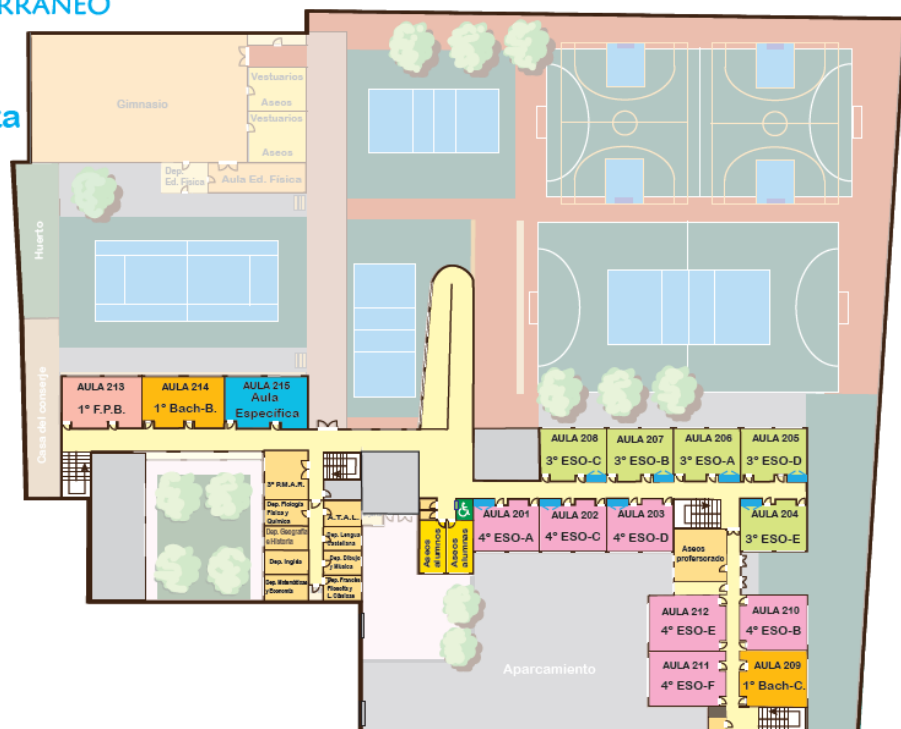 RRÁNEO
ta
Gimnasio
Vestuarios
Aseos
Vestuarios
Aseos
Dep.
Ed. Física
Aula Ed. Física
Huerto
Casa del conserje
AULA 213
1º F.P.B.
AULA 214
1º Bach-B.
AULA 215
Aula
Específica
AULA 208
3º ESO-C
AULA 207
3º ESO-B
AULA 206
3º ESO-A
AULA 205
3º ESO-D
3º P.M.A.R.
Dep. Fiología
Física y
Química
Dep. Geografía
e Historia
Dep. Inglés
Dep. Matemáticas
y Economía
A.T.A.L.
Dep. Lengua
Castellana
Dep. Dibujo
y Música
Dep. Francés
Filosofía y
L. Clásicas
Aseos
alumnos
Aseos
alumnas
AULA 201
4º ESO-A
AULA 202
4º ESO-C
AULA 203
4º ESO-D
AULA 204
3º ESO-E
Aseos
profersorado
AULA 212
4º ESO-E
AULA 210
4º ESO-B
AULA 211
4º ESO-F
AULA 209
1º Bach-C.
Aparcamiento